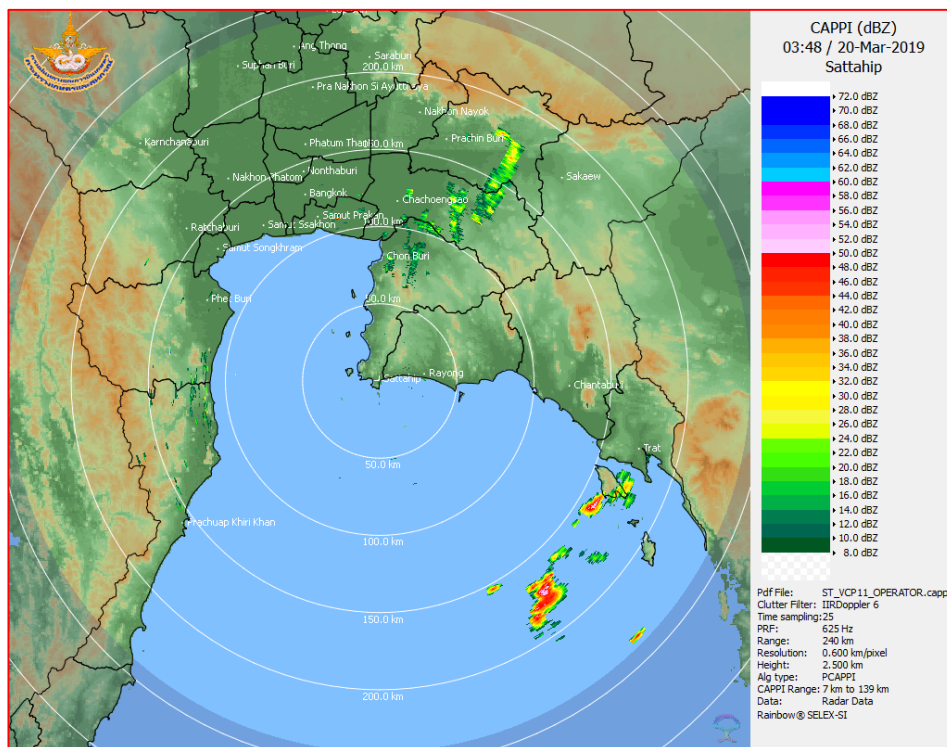 CAPPI (dBZ)
03:48 / 20-Mar-2019
Sattahip
72.0 dBZ
70.0 dBZ
68.0 dBZ
66.0 dBZ
64.0 dBZ
62.0 dBZ
60.0 dBZ
58.0 dBZ
56.0 dBZ
54.0 dBZ
52.0 dBZ
50.0 dBZ
48.0 dBZ
46.0 dBZ
44.0 dBZ
42.0 dBZ
40.0 dBZ
38.0 dBZ
36.0 dBZ
34.0 dBZ
32.0 dBZ
30.0 dBZ
28.0 dBZ
26.0 dBZ
24.0 dBZ
22.0 dBZ
20.0 dBZ
18.0 dBZ
16.0 dBZ
14.0 dBZ
12.0 dBZ
10.0 dBZ
8.0 dBZ
Pdf File: ST_VCP11_OPERATOR.capp
Clutter Filter: IIRDoppler 6
Time sampling:25
PRF: 625 Hz
Range: 240 km
Resolution: 0.600 km/pixel
Height: 2.500 km
Alg type: PCAPPI
CAPPI Range: 7 km to 139 km
Data: Radar Data
Rainbow® SELEX-SI
Ang Thong
Saraburi
Suphan Buri
200.0 km
Pra Nakhon Si Ayutthaya
Nakhon Nayok
Karnchanaburi
Phatum Than
Prachin Buri
Nonthaburi
Nakhon Phatom
Sakaew
Bangkok
Chachoengsao
Samut Prakan
100.0 km
Ratchaburi
Samut Ssakhon
Samut Songkhram
Chon Buri
Phet Buri
Rayong
Sattahip
Chantabu
50.0 km
Trat
Prachuap Khiri Khan
100.0 km
150.0 km
200.0 km